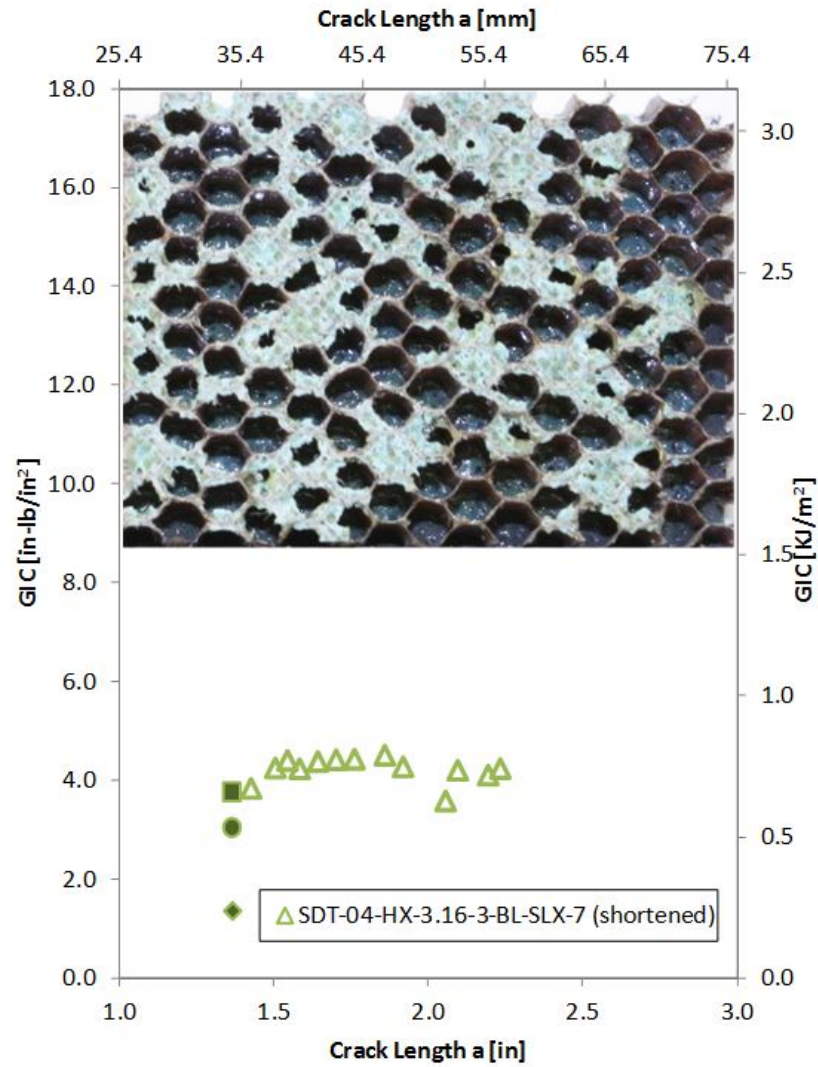 Crack Length a [mm]
25.4 35.4 45.4 55.4 65.4 75.4
18.0
16.0
14.0
12.0
10.0
8.0
6.0
4.0
2.0
0.0
GIC [in-lb/in²]
3.0
2.5
2.0
1.5
1.0
0.5
0.0
GIC [KJ/m²]
SDT-04-HX-3.16-3-BL-SLX-7 (shortened)
1.0 1.5 2.0 2.5 3.0
Crack Length a [in]